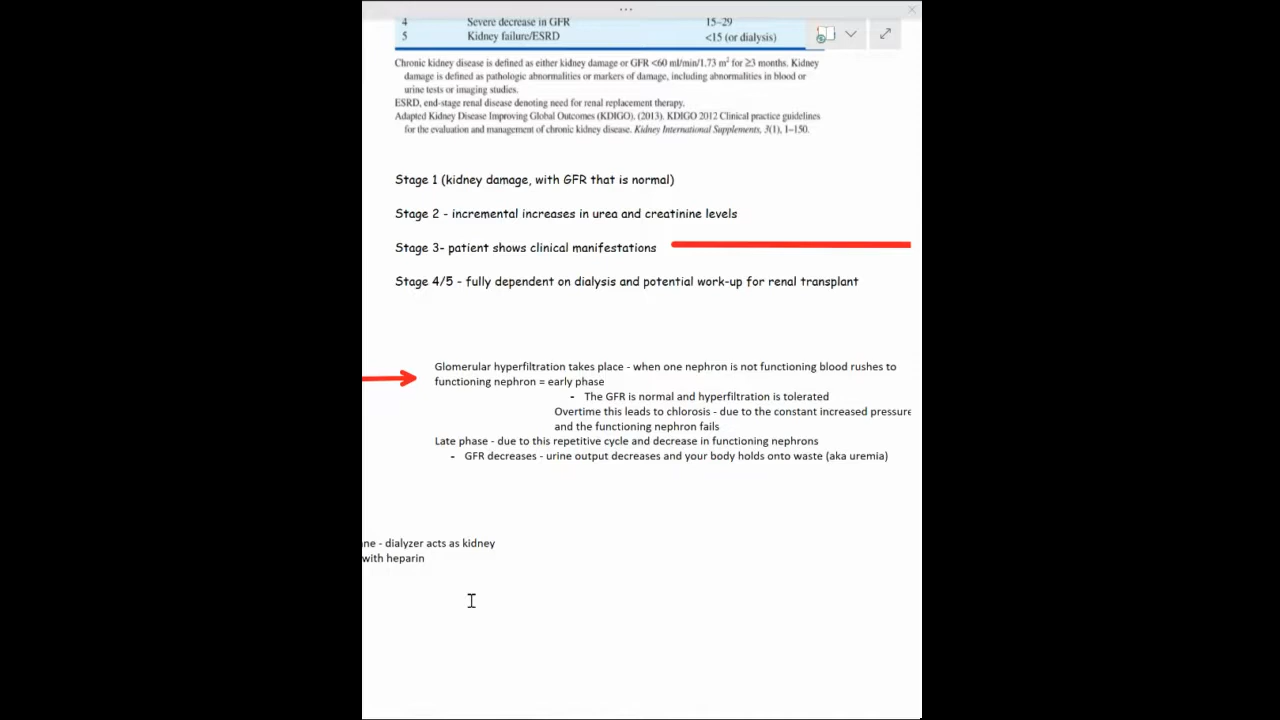 4 Severe decrease in GFR 15–29
5 Kidney failure/ESRD <15 (or dialysis)
Chronic kidney disease is defined as either kidney damage or GFR <60 ml/min/1.73 m² for ≥3 months. Kidney
damage is defined as pathologic abnormalities or markers of damage, including abnormalities in blood or
urine tests or imaging studies.
ESRD, end-stage renal disease denoting need for renal replacement therapy.
Adapted Kidney Disease Improving Global Outcomes (KDIGO). (2013). KDIGO 2012 Clinical practice guidelines
for the evaluation and management of chronic kidney disease. Kidney International Supplements, 3(1), 1–150.
Stage 1 (kidney damage, with GFR that is normal)
Stage 2 - incremental increases in urea and creatinine levels
Stage 3- patient shows clinical manifestations
Stage 4/5 - fully dependent on dialysis and potential work-up for renal transplant
Glomerular hyperfiltration takes place - when one nephron is not functioning blood rushes to
functioning nephron = early phase
- The GFR is normal and hyperfiltration is tolerated
Overtime this leads to chlorosis - due to the constant increased pressure
and the functioning nephron fails
Late phase - due to this repetitive cycle and decrease in functioning nephrons
- GFR decreases - urine output decreases and your body holds onto waste (aka uremia)
ne - dialyzer acts as kidney
with heparin